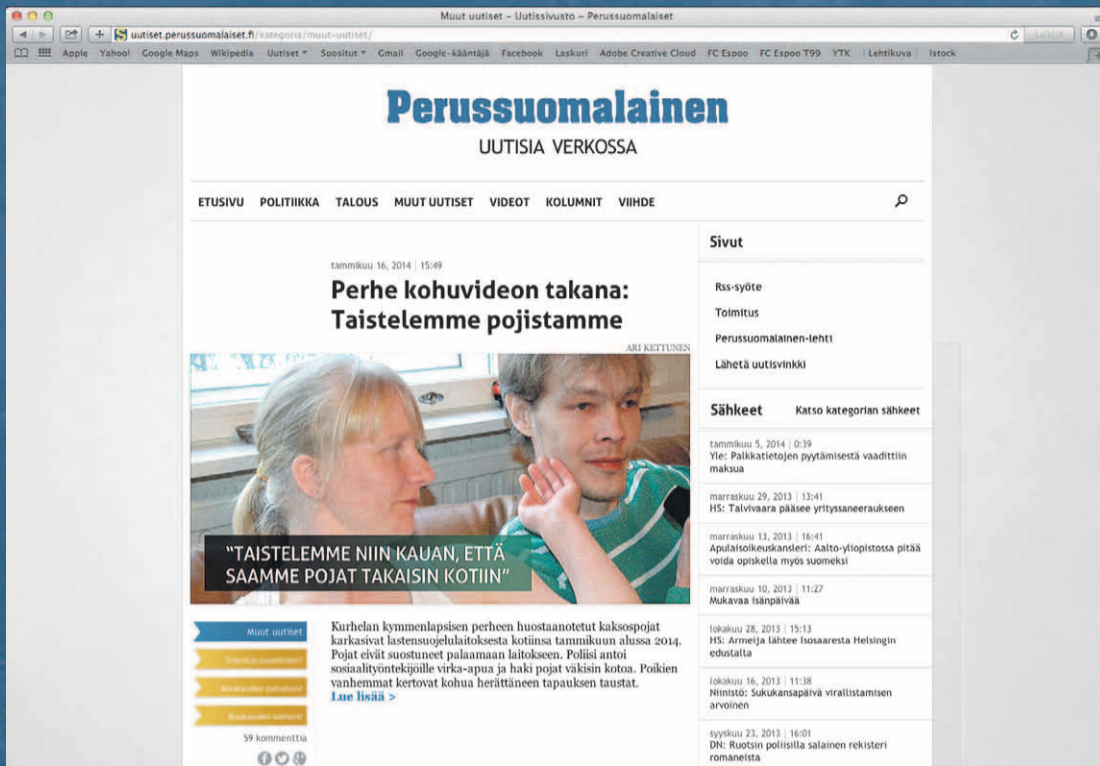 Muut uutiset – Uutissivusto – Perussuomalaiset
uutiset.perussuomalaiset.fi/kategoria/muut-uutiset/
Apple Yahoo! Google Maps Wikipedia Uutiset Suositut Gmail Google-kääntäjä Facebook Laskuri Adobe Creative Cloud FC Espoo FC Espoo T99 YTK Lehtikuva istock
Perussuomalainen
UUTISIA VERKOSSA
ETUSIVU POLITIIKKA TALOUS MUUT UUTISET VIDEOT KOLUMNIT VIIHDE
tammikuu 16, 2014 | 15:49
Perhe kohuvideon takana:
Taistelemme pojistamme
ARI KETTUNEN
"TAISTELEMME NIIN KAUAN, ETTÄ
SAAMME POJAT TAKAISIN KOTIIN"
Muut uutiset
59 kommenttia
Kurhelan kymmenlapsisen perheen huostaanotetut kaksospojat
karkasivat lastensuojelulaitoksesta kotiinsa tammikuun alussa 2014.
Pojat eivät suostuneet palaamaan laitokseen. Poliisi antoi
sosiaalityöntekijöille virka-apua ja haki pojat väkisin kotoa. Poikien
vanhemmat kertovat kohua herättäneen tapauksen taustat.
Lue lisää >
Sivut
Rss-syöte
Toimitus
Perussuomalainen-lehti
Lähetä uutisvinkki
Sähkeet Katso kategorian sähkeet
tammikuu 5, 2014 | 0:39
Yle: Palkkatietojen pyytämisestä vaadittiin
maksua
marraskuu 29, 2013 | 13:41
HS: Talvivaara pääsee yrityssaneeraukseen
marraskuu 13, 2013 | 16:41
Apulaisoikeuskansleri: Aalto-yliopistossa pitää
voida opiskella myös suomeksi
marraskuu 10, 2013 | 11:27
Mukavaa isänpäivää
lokakuu 28, 2013 | 15:13
HS: Armeija lähtee Isosaaresta Helsingin
edustalta
lokakuu 16, 2013 | 11:38
Niinistö: Sukukansapäivä virallistamisen
arvoinen
syyskuu 23, 2013 | 16:01
DN: Ruotsin poliisilla salainen rekisteri
romaneista